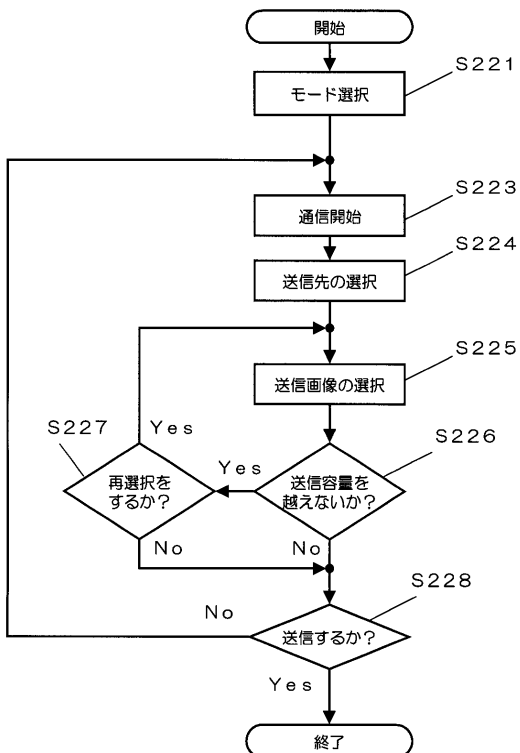 開始
S221
モード選択
S223
通信開始
S224
送信先の選択
S225
送信画像の選択
S227
Yes
S226
Yes
再選択を
するか?
送信容量を
越えないか?
No
No
S228
No
送信するか?
Yes
終了